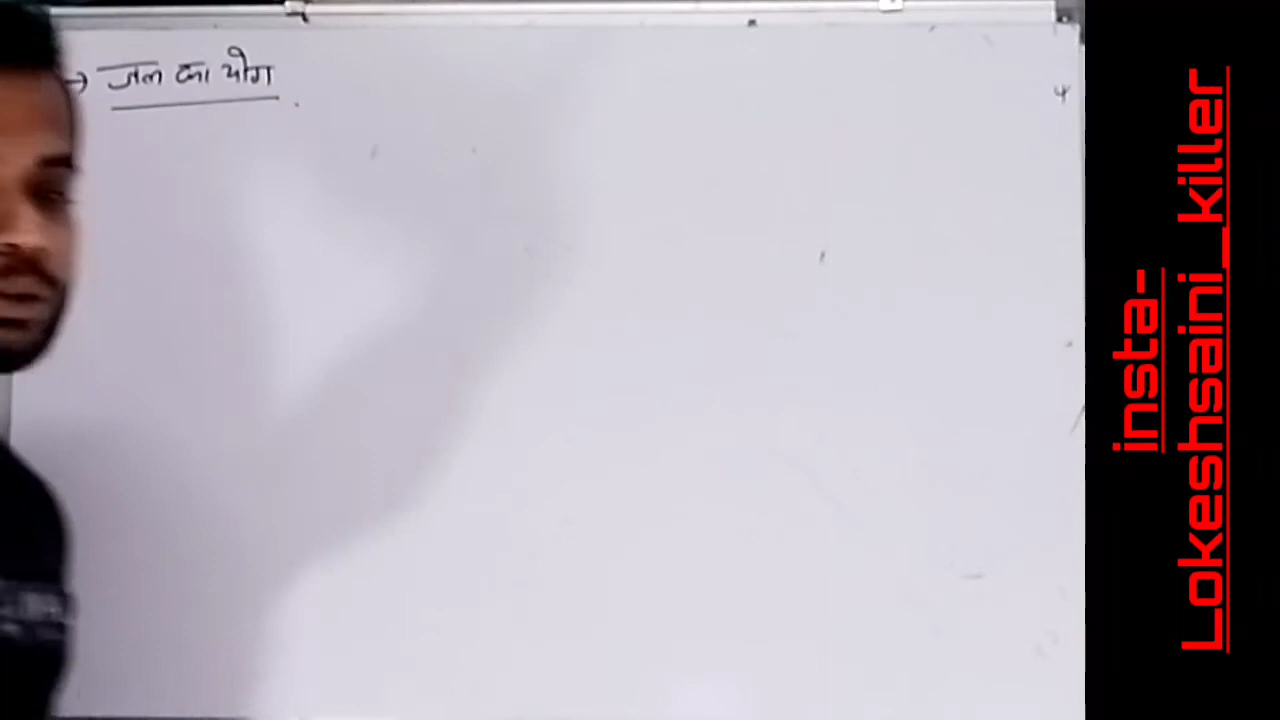 → जल का योग
insta-
Lokeshsaini_killer